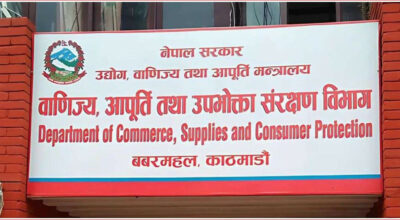 नेपाल सरकार
उद्योग, वाणिज्य तथा आपूर्ति मन्त्रालय
वाणिज्य, आपूर्ति तथा उपभोक्ता संरक्षण विभाग
Department of Commerce, Supplies and Consumer Protection
बबरमहल, काठमाडौं